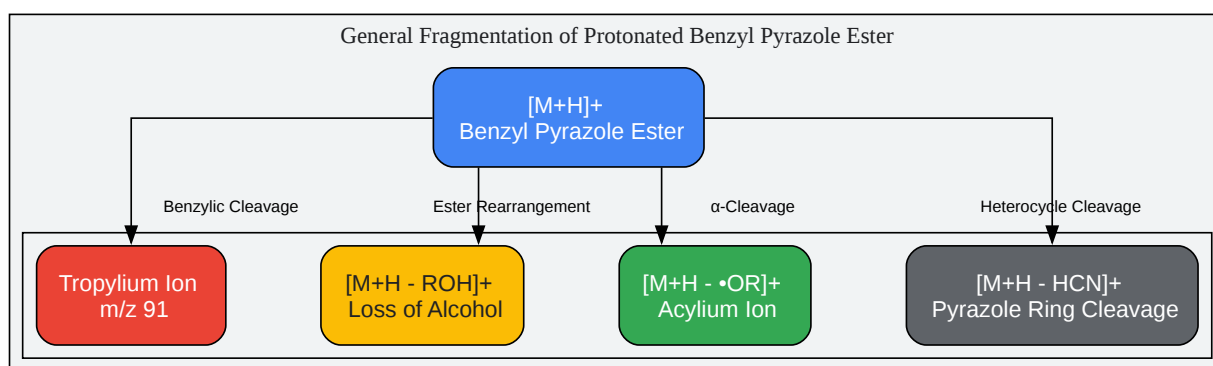 General Fragmentation of Protonated Benzyl Pyrazole Ester
[M+H]+
Benzyl Pyrazole Ester
Benzylic Cleavage
Ester Rearrangement
α-Cleavage
Heterocycle Cleavage
Tropylium Ion
m/z 91
[M+H - ROH]+
Loss of Alcohol
[M+H - •OR]+
Acylium Ion
[M+H - HCN]+
Pyrazole Ring Cleavage